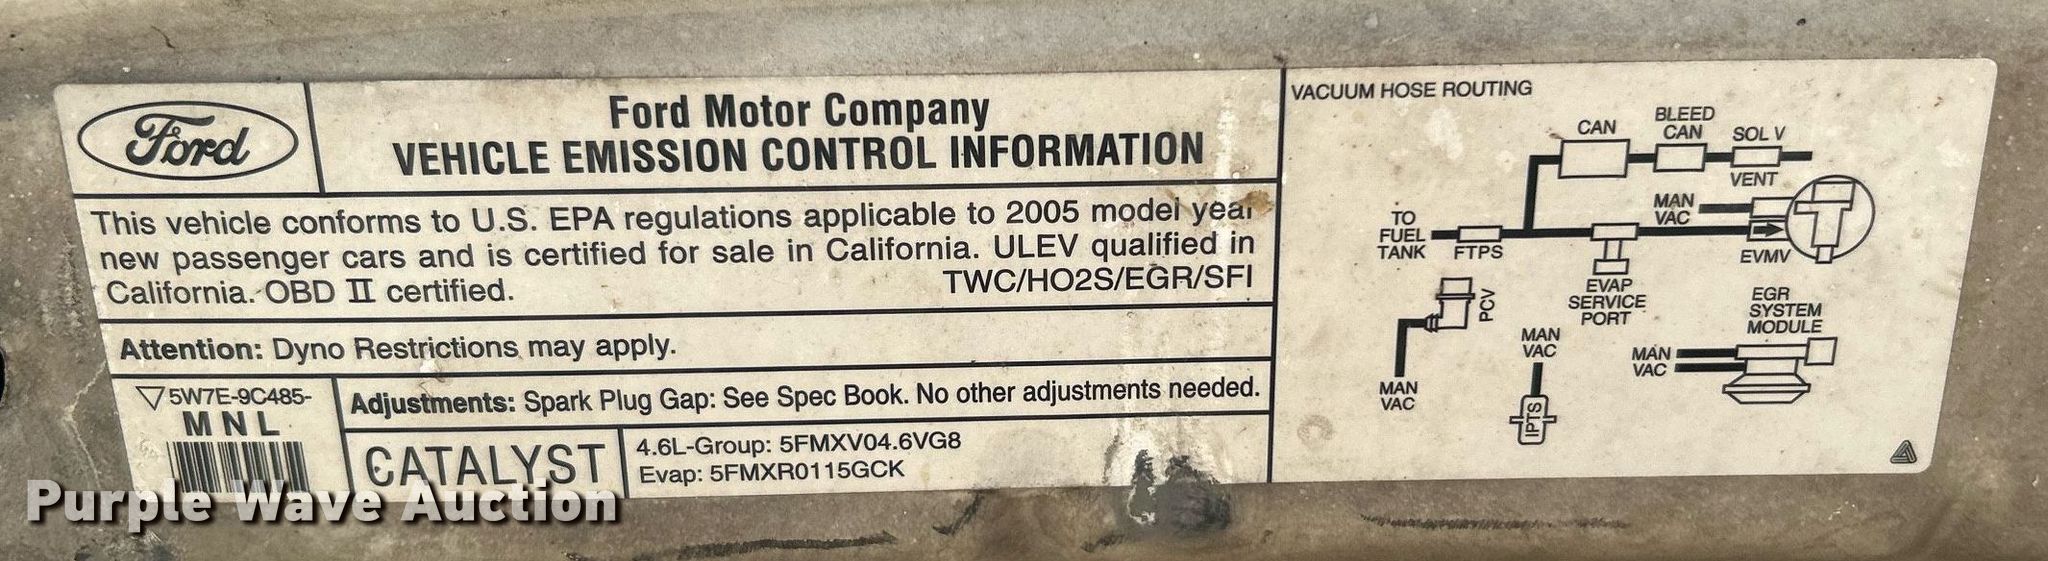 Ford
Ford Motor Company
VEHICLE EMISSION CONTROL INFORMATION
This vehicle conforms to U.S. EPA regulations applicable to 2005 model year
new passenger cars and is certified for sale in California. ULEV qualified in
California. OBD II certified.
TWC/HO2S/EGR/SFI
Attention: Dyno Restrictions may apply.
5W7E-9C485-
MNL
Adjustments: Spark Plug Gap: See Spec Book. No other adjustments needed.
CATALYST
4.6L-Group: 5FMXV04.6VG8
Evap: 5FMXR0115GCK
VACUUM HOSE ROUTING
CAN
BLEED
CAN
SOL V
VENT
MAN
VAC
TO
FUEL
TANK
FTPS
EVMV
EVAP
SERVICE
PORT
PCV
MAN
VAC
MAN
VAC
IPTS
EGR
SYSTEM
MODULE
MAN
VAC
Purple Wave Auction